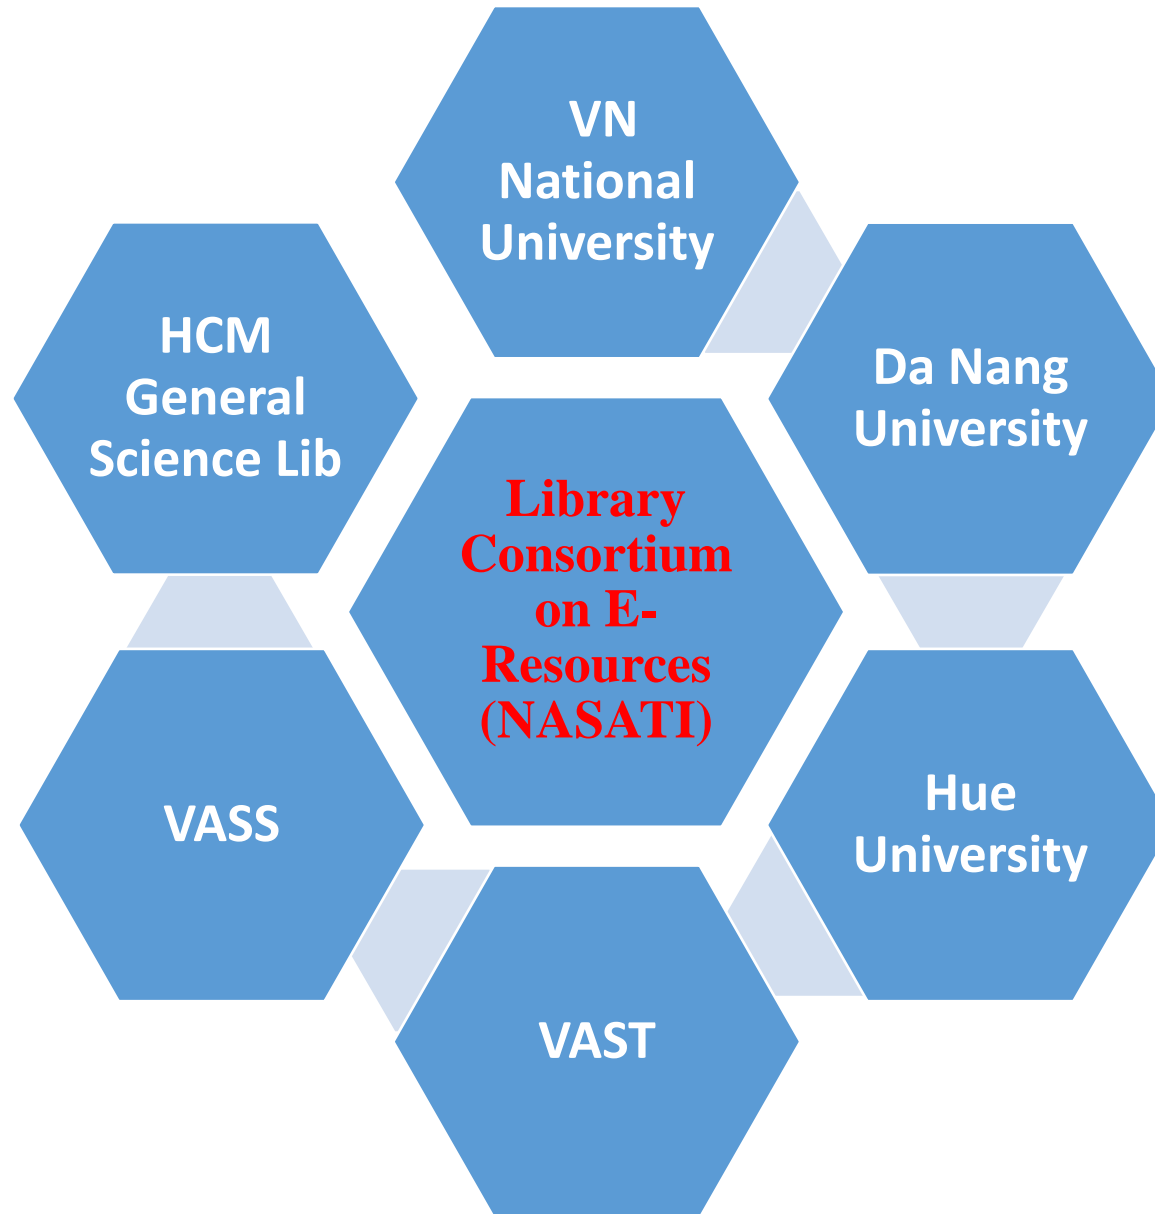 VN
National
University
HCM
General
Science Lib
Da Nang
University
Library
Consortium
on E-
Resources
(NASATI)
VASS
Hue
University
VAST